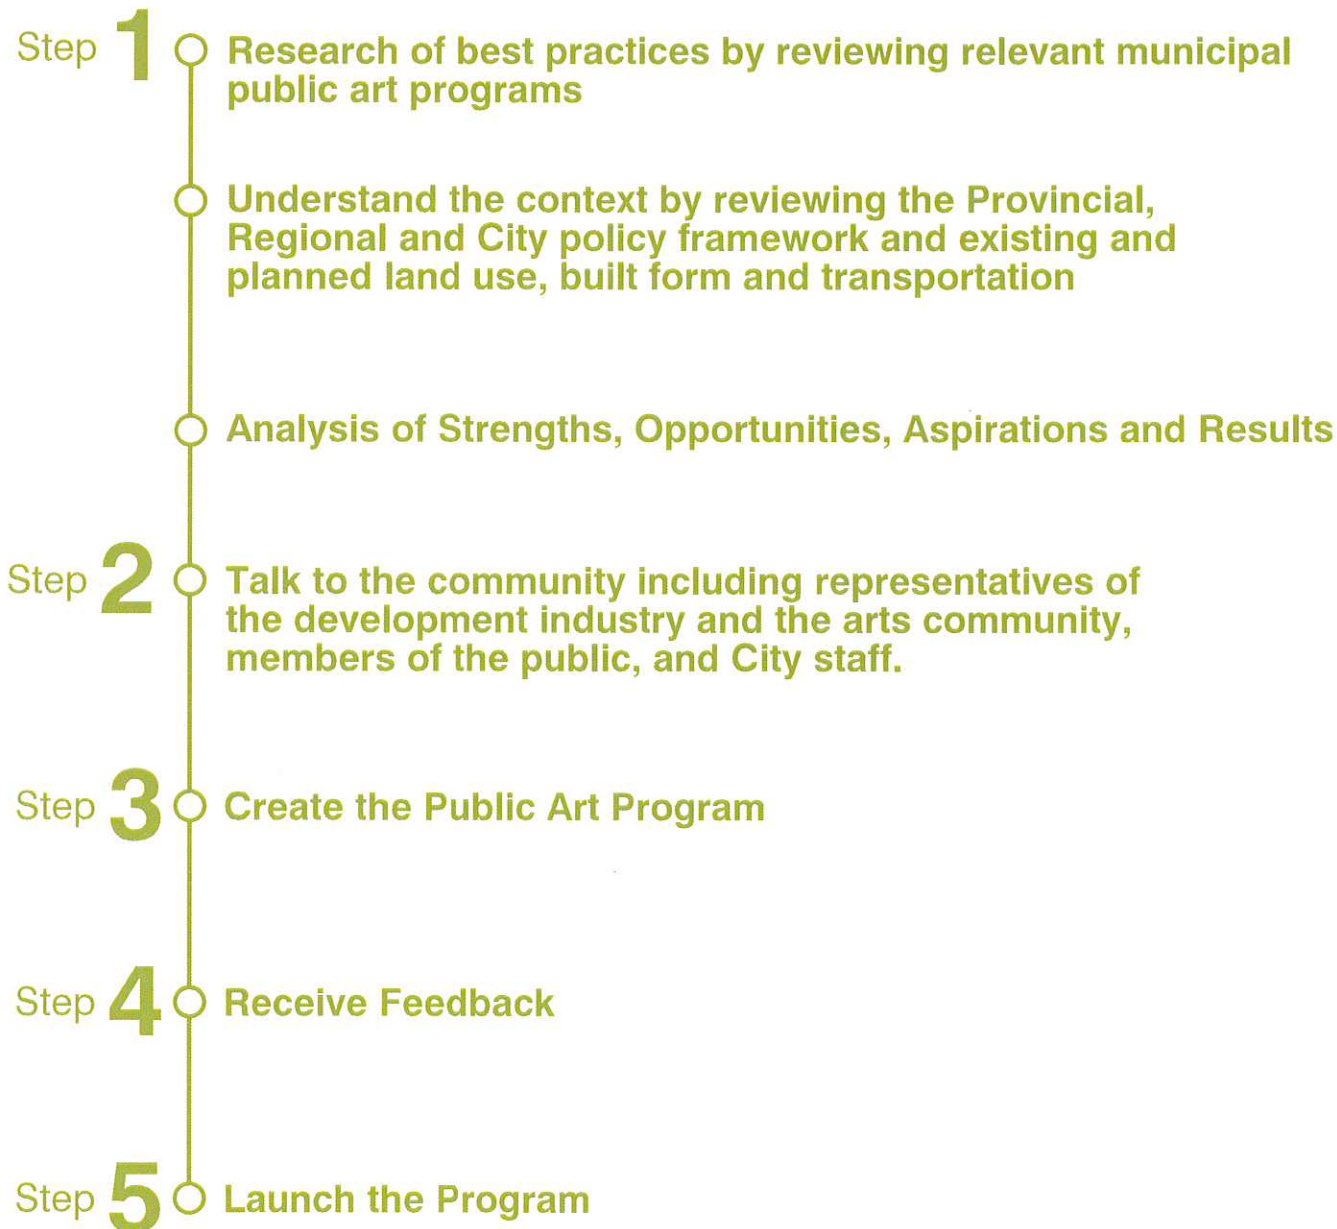 Step 1 Research of best practices by reviewing relevant municipal
public art programs
Understand the context by reviewing the Provincial,
Regional and City policy framework and existing and
planned land use, built form and transportation
Analysis of Strengths, Opportunities, Aspirations and Results
Step 2 Talk to the community including representatives of
the development industry and the arts community,
members of the public, and City staff.
Step 3 Create the Public Art Program
Step 4 Receive Feedback
Step 5 Launch the Program